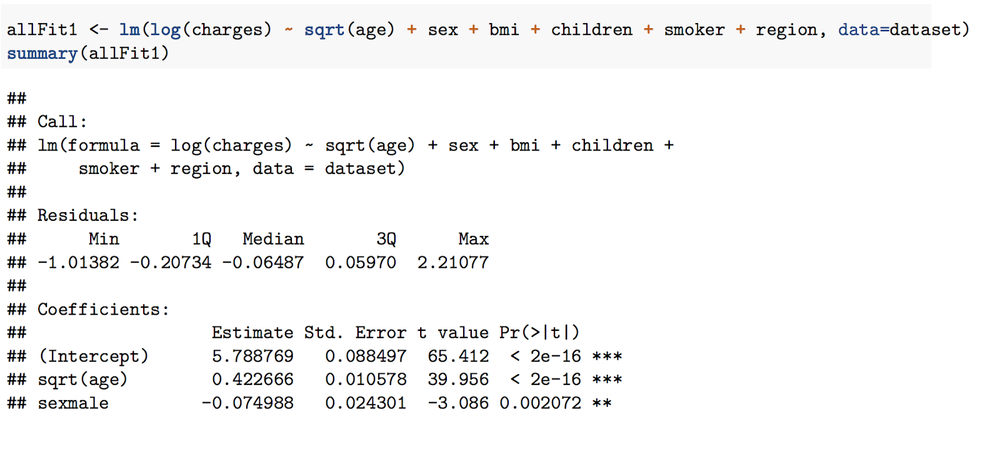 allFit1 <- lm(log(charges) ~ sqrt(age) + sex + bmi + children + smoker + region, data=dataset)
summary(allFit1)
##
## Call:
## lm(formula = log(charges) ~ sqrt(age) + sex + bmi + children +
##     smoker + region, data = dataset)
##
## Residuals:
##      Min       1Q   Median       3Q      Max
## -1.01382 -0.20734 -0.06487  0.05970  2.21077
##
## Coefficients:
##                  Estimate Std. Error t value Pr(>|t|)
## (Intercept)      5.788769   0.088497  65.412  < 2e-16 ***
## sqrt(age)        0.422666   0.010578  39.956  < 2e-16 ***
## sexmale         -0.074988   0.024301  -3.086 0.002072 **